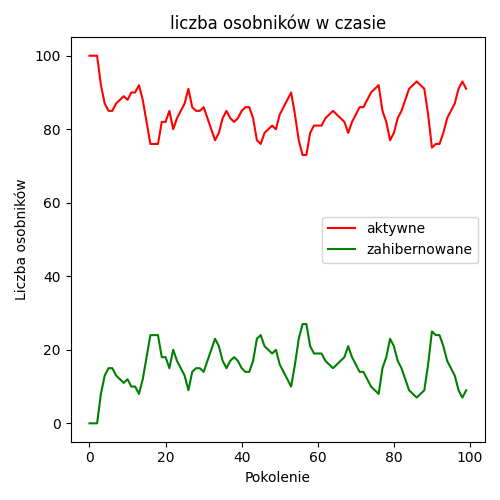 liczba osobników w czasie
Liczba osobników
100
80
60
40
20
0
aktywne
zahibernowane
0 20 40 60 80 100
Pokolenie